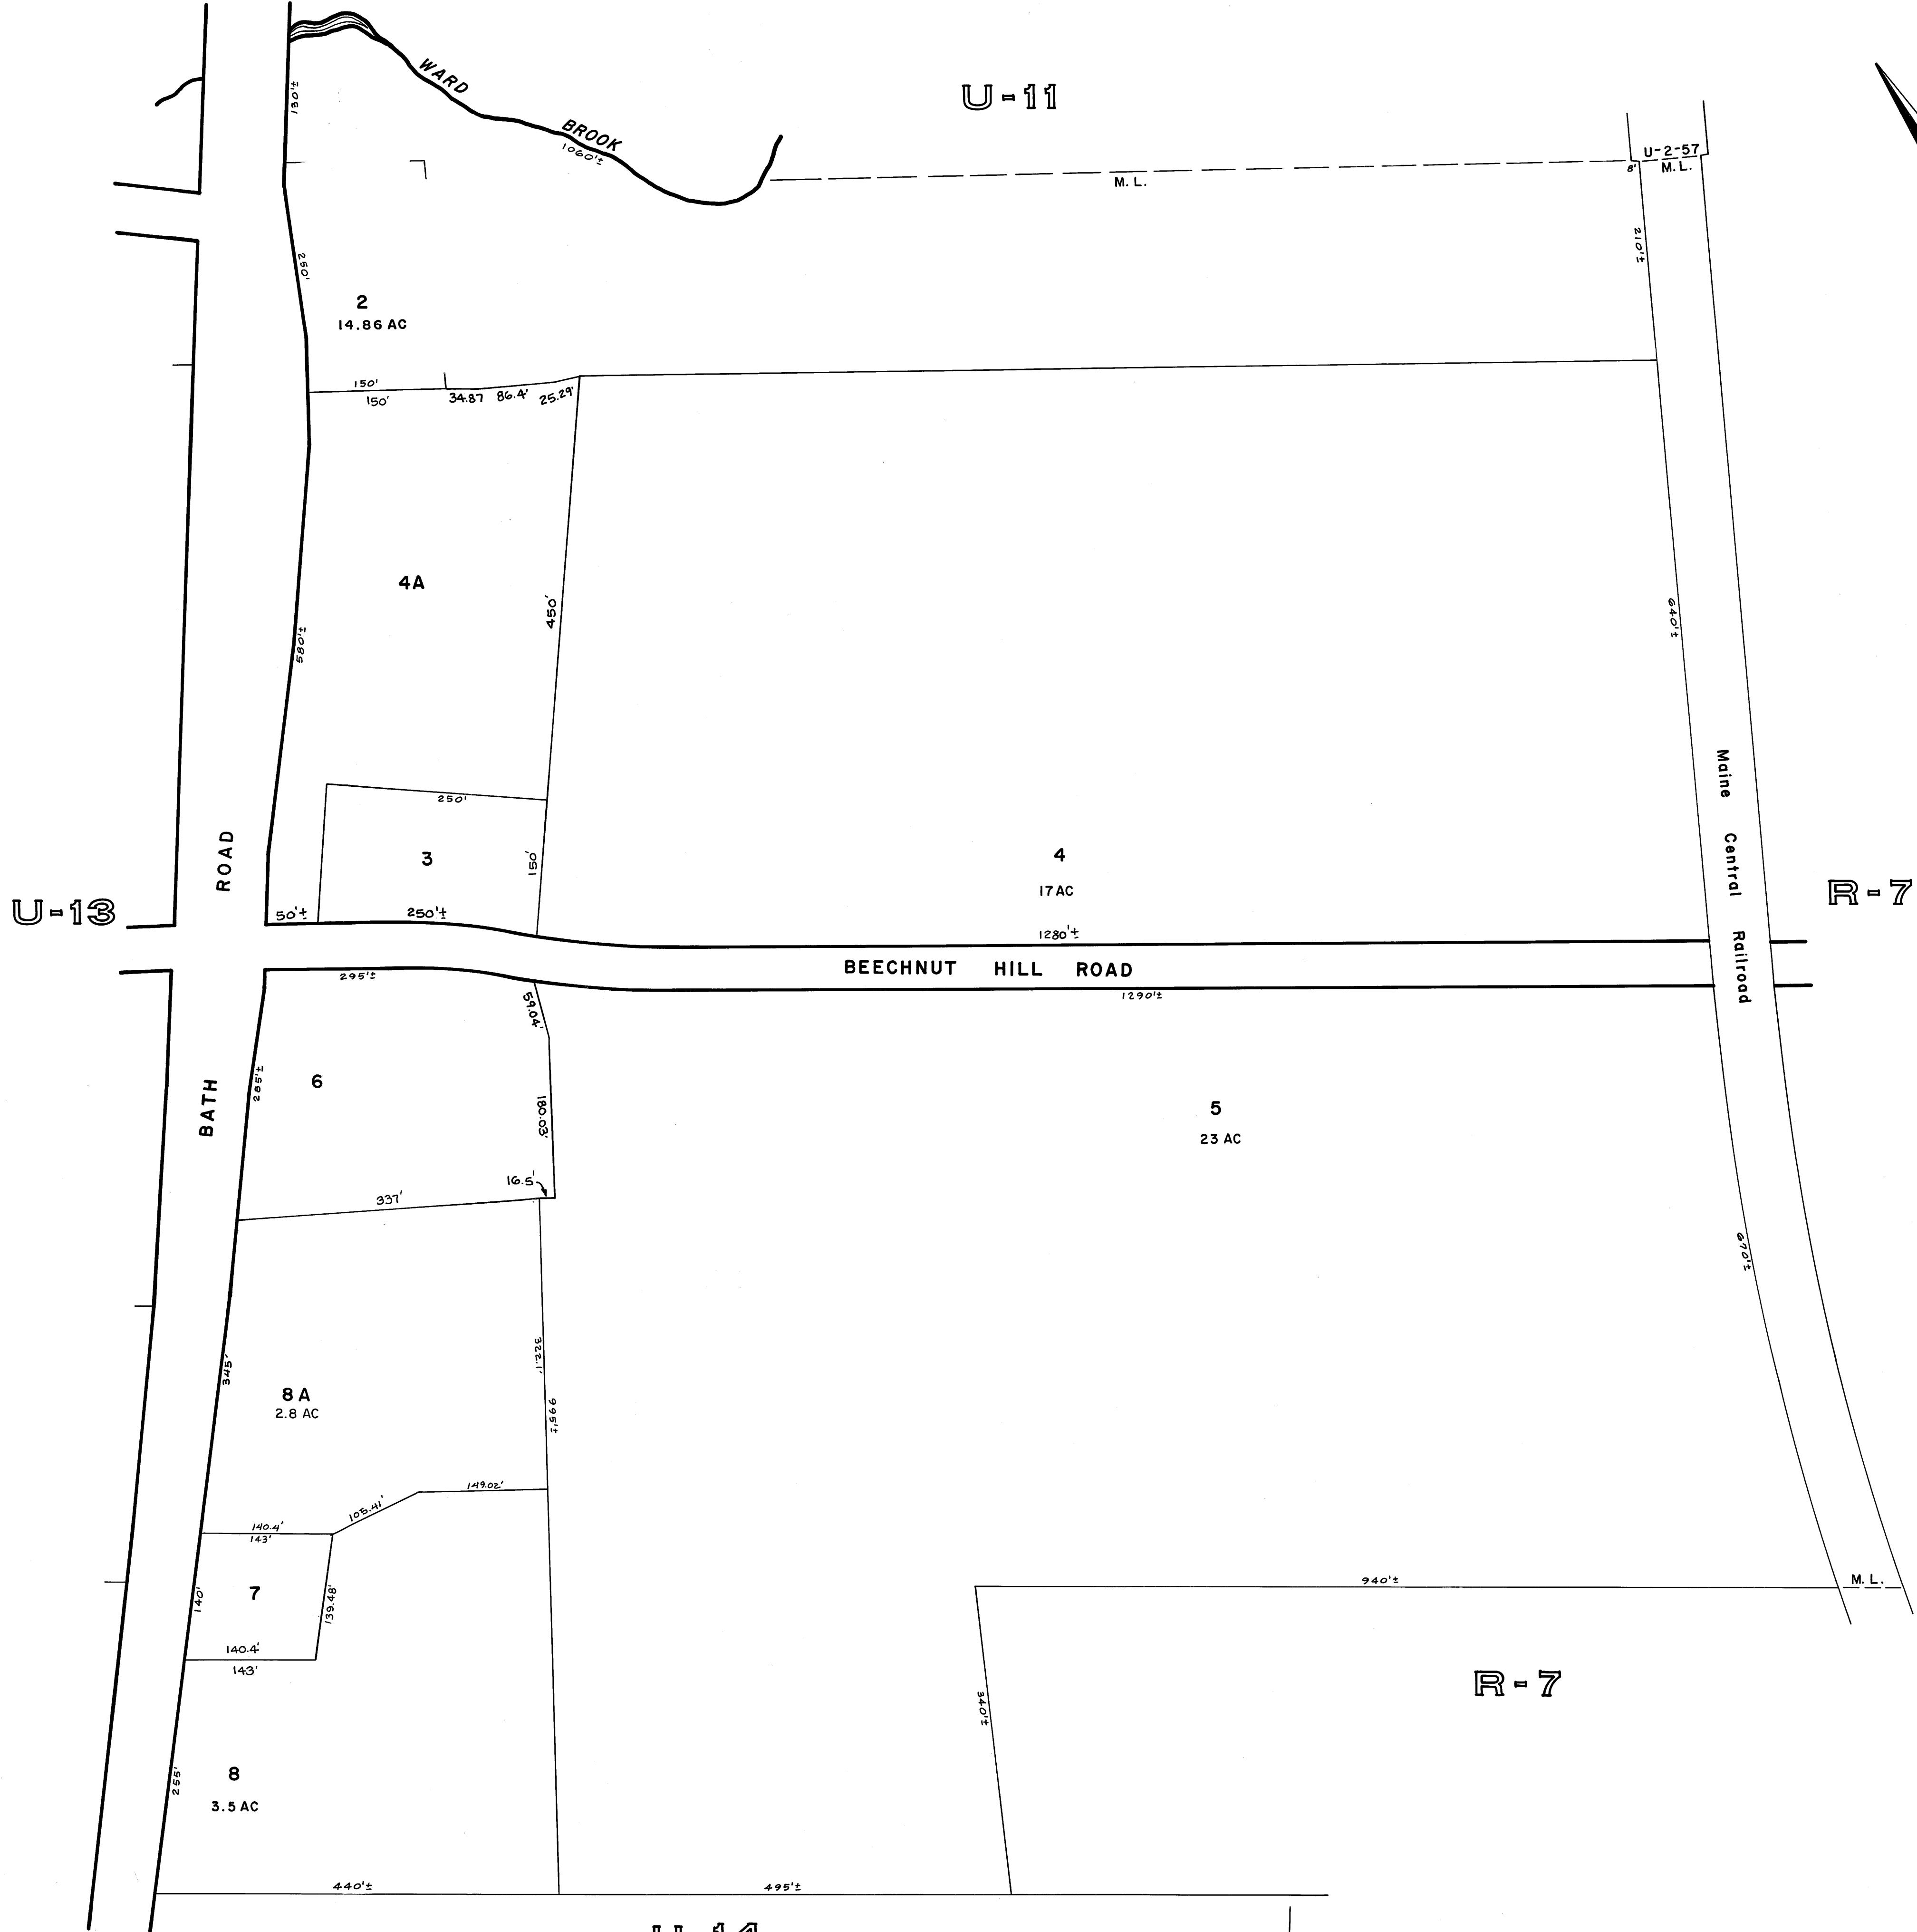 WARD
BROOK
1060'±
130'±
U-11
U-2-57
8'
M. L.
M. L.
210'±
250'
2
14.86 AC
150'
150'
34.87
86.4'
25.29'
4A
450'
580'±
640'±
250'
3
150'
50'±
250'±
4
17 AC
1280'±
Maine Central Railroad
ROAD
U-13
R-7
BEECHNUT HILL ROAD
295'±
1290'±
59.04'
285'±
6
180.03'
BATH
5
23 AC
16.5'
337'
670'±
322.1'
345'
8 A
2.8 AC
995'±
149.02'
105.41'
140.4'
143'
7
140'
139.48'
140.4'
143'
940'±
M. L.
R-7
340'±
8
3.5 AC
255'
440'±
495'±
U-14